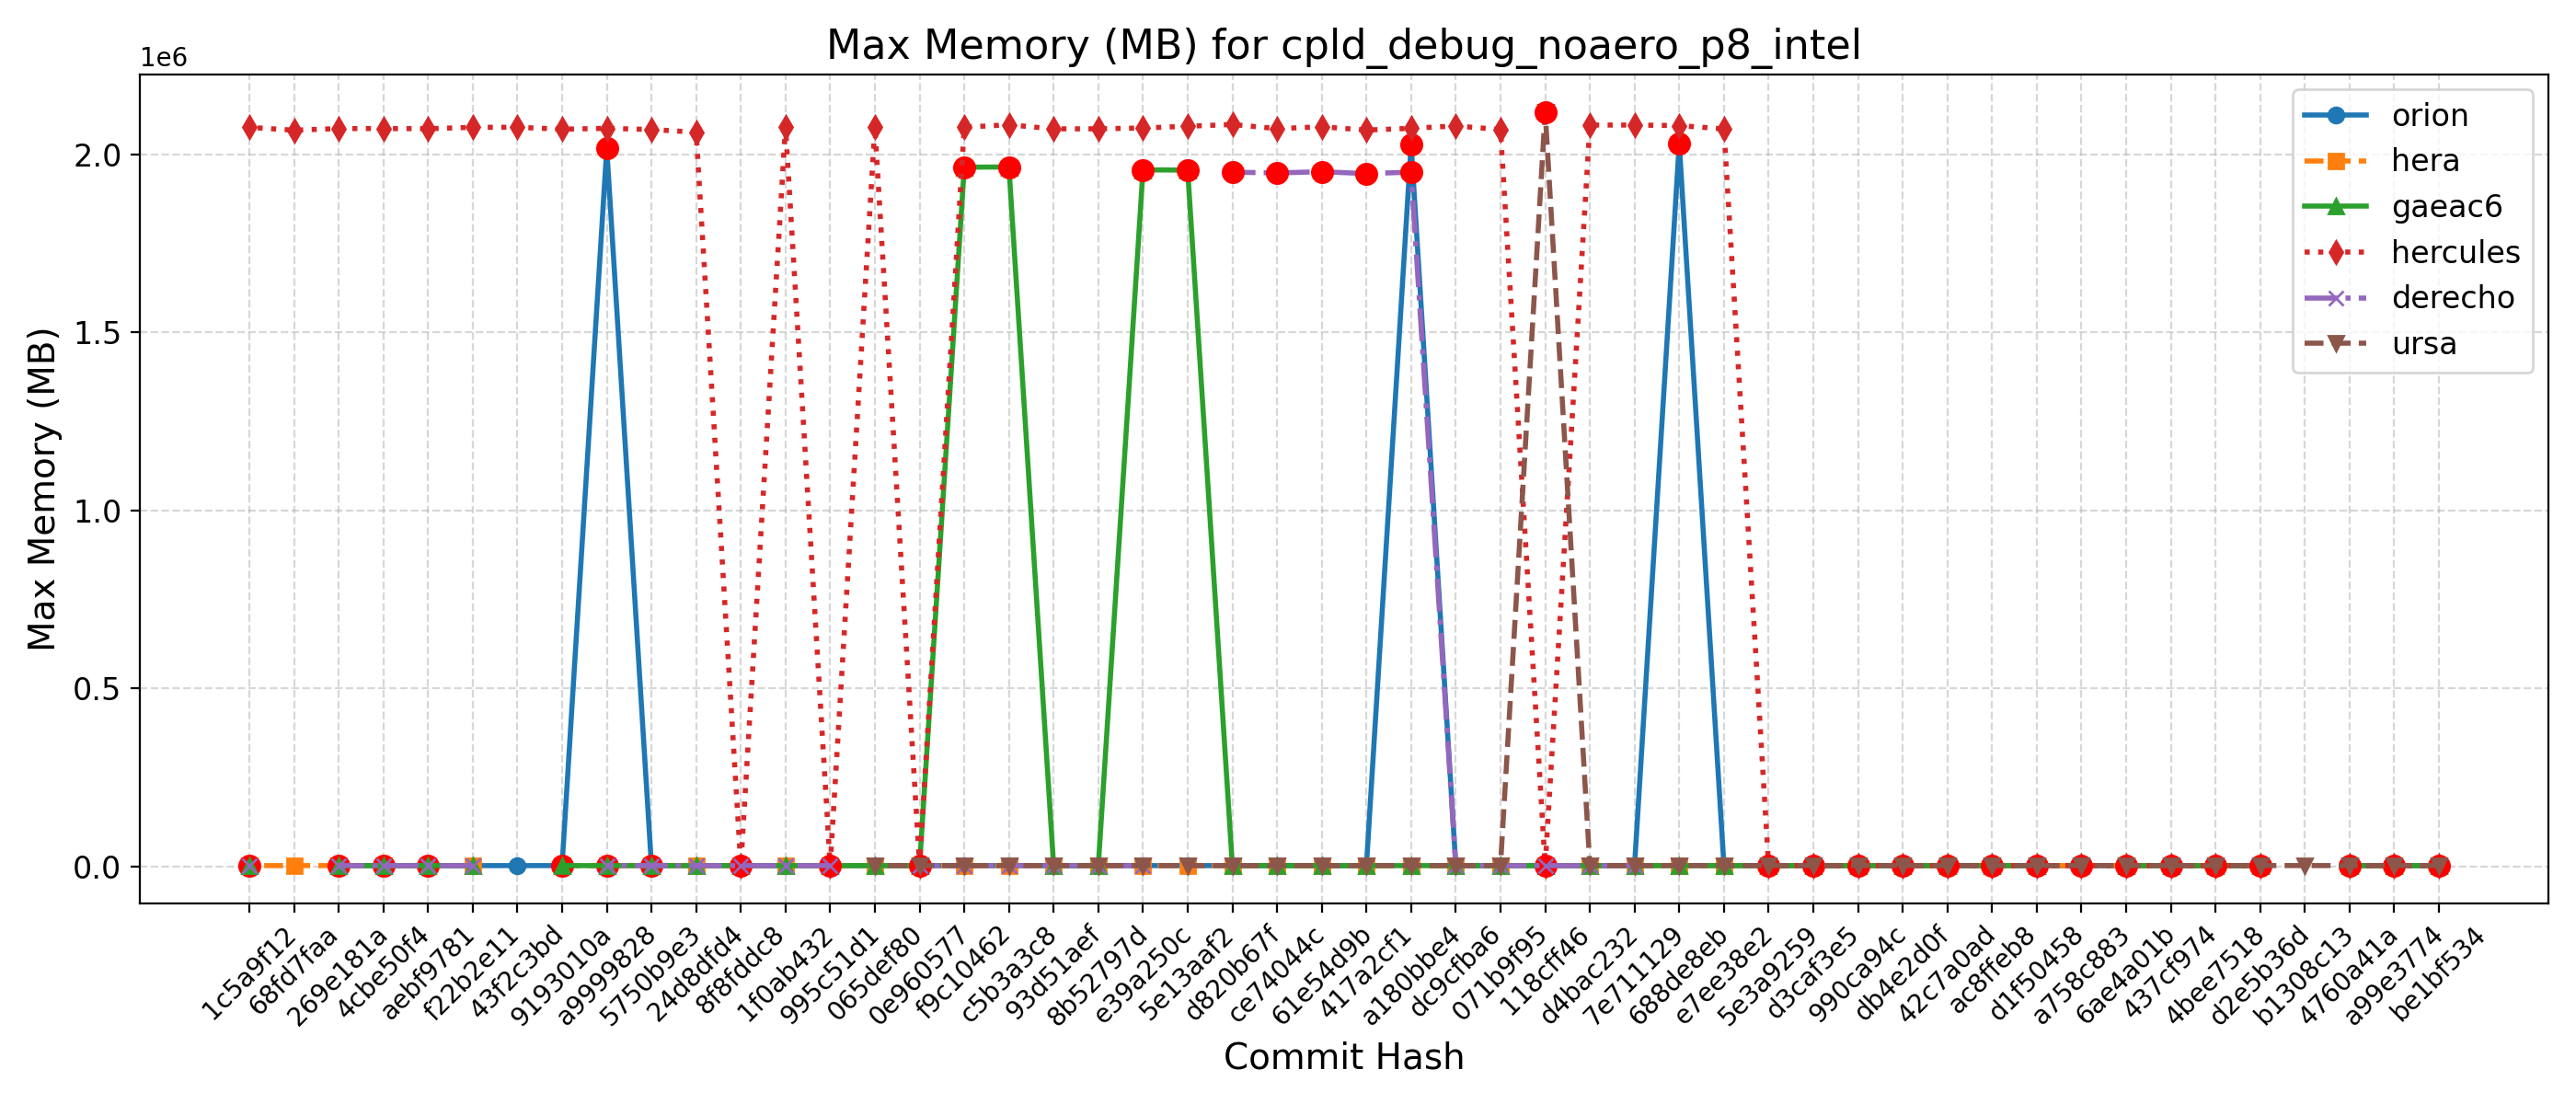 Max Memory (MB) for cpld_debug_noaero_p8_intel
1e6
Max Memory (MB)
2.0
1.5
1.0
0.5
0.0
orion
hera
gaeac6
hercules
derecho
ursa
1c5a9f12
68fd7faa
269e181a
4cbe50f4
aebf9781
f22b2e11
43f2c3bd
9193010a
a9999828
5750b9e3
24d8dfd4
8f8fddc8
1f0ab432
995c51d1
065def80
0e960577
f9c10462
c5b3a3c8
93d51aef
8b52797d
e39a250c
5e13aaf2
d820b67f
ce74044c
61e54d9b
417a2cf1
a180bbe4
dc9cfba6
071b9f95
118cff46
d4bac232
7e711129
688de8eb
e7ee38e2
5e3a9259
d3caf3e5
990ca94c
db4e2d0f
42c7a0ad
ac8ffeb8
d1f50458
a758c883
6ae4a01b
437cf974
4bee7518
d2e5b36d
b1308c13
4760a41a
a99e3774
be1bf534
Commit Hash